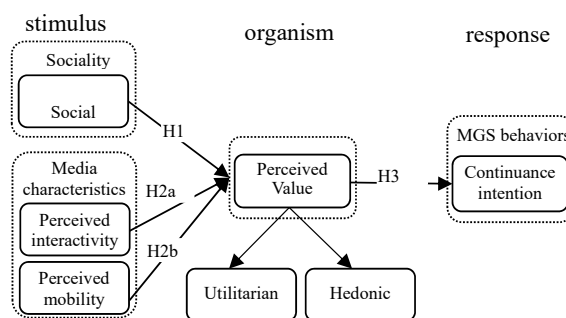 stimulus
organism
response
Sociality
Social
H1
Media
characteristics
H2a
Perceived
interactivity
H2b
Perceived
mobility
Perceived
Value
H3
MGS behaviors
Continuance
intention
Utilitarian
Hedonic